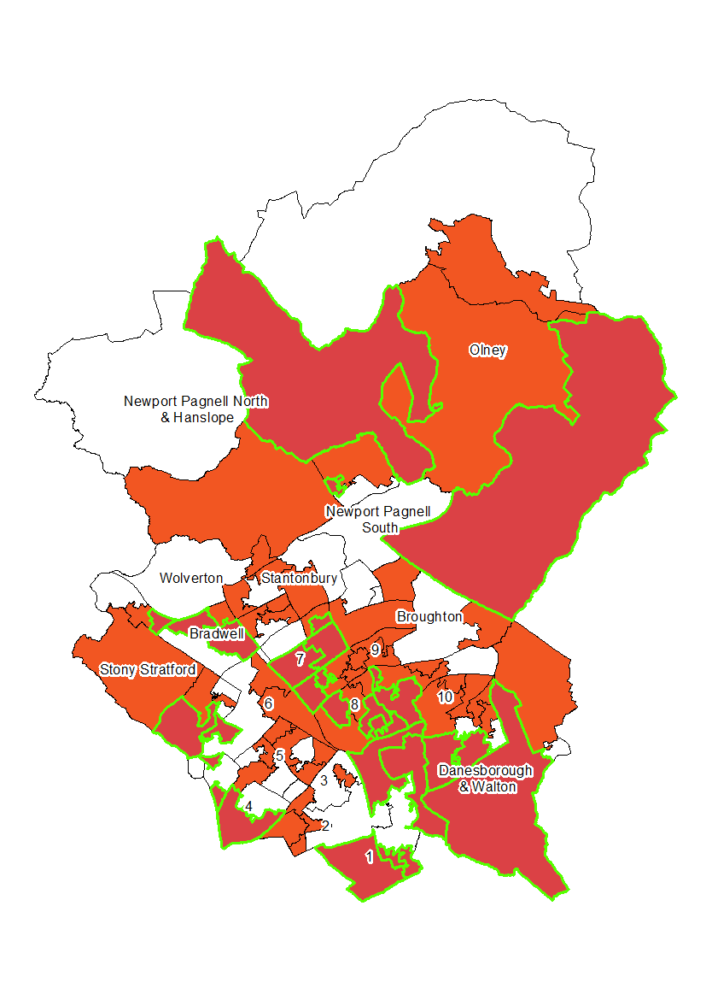 Olney
Newport Pagnell North
& Hanslope
Newport Pagnell
South
Wolverton
Stantonbury
Broughton
Bradwell
7
9
Stony Stratford
6
8
10
5
3
Danesborough
& Walton
4
2
1